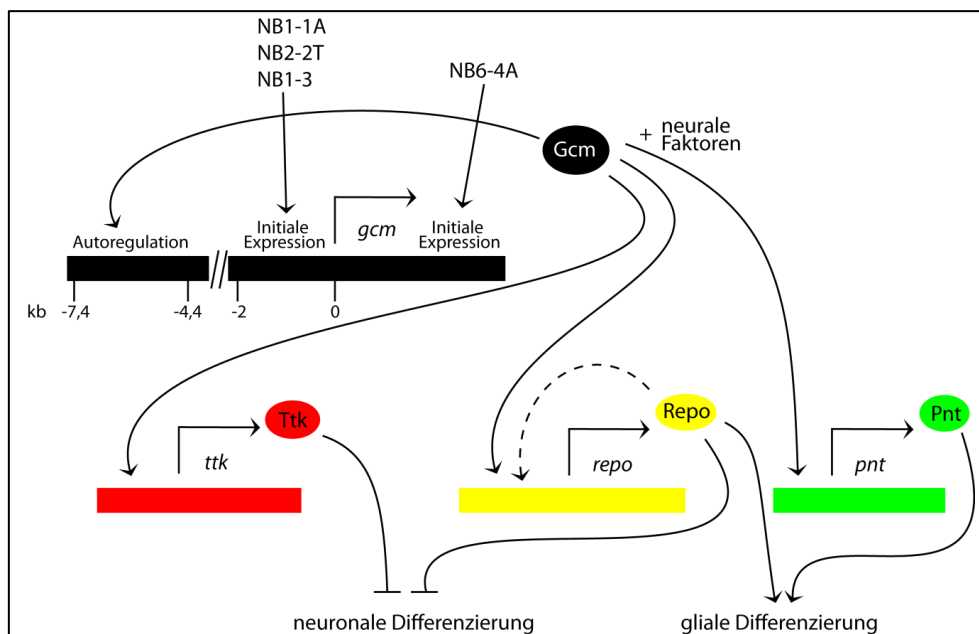 NB1-1A
NB2-2T
NB1-3
NB6-4A
Gcm
+ neurale
Faktoren
Autoregulation
Initiale
Expression
gcm
Initiale
Expression
kb -7,4 -4,4 -2 0
Ttk
ttk
Repo
repo
Pnt
pnt
neuronale Differenzierung
gliale Differenzierung